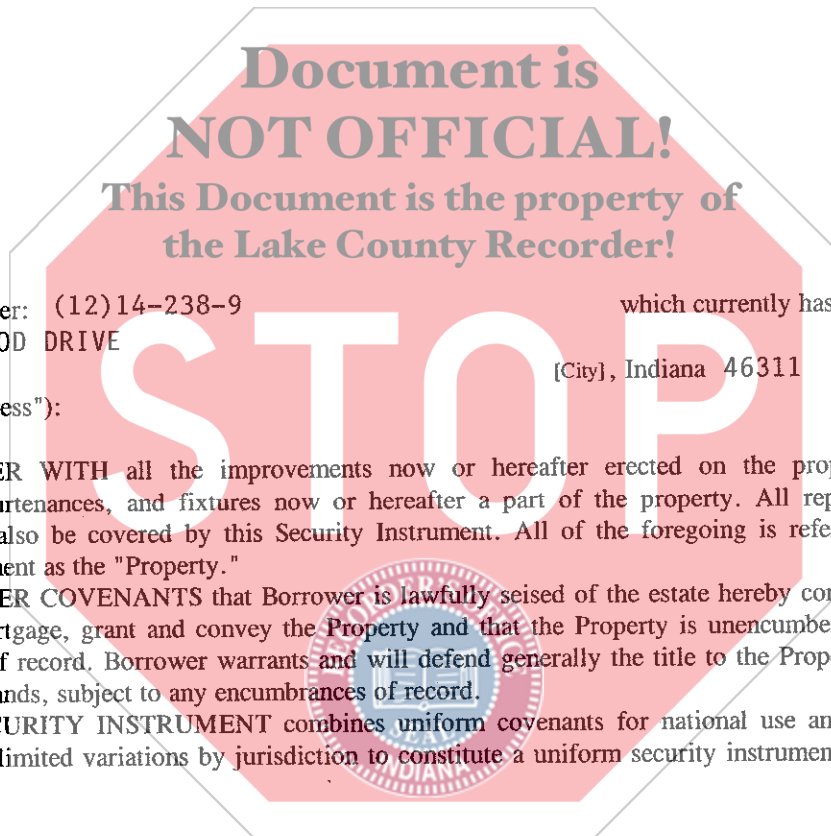 Document is
NOT OFFICIAL!
This Document is the property of
the Lake County Recorder!
er: (12)14-238-9 which currently has
OD DRIVE
[City], Indiana 46311
ess"):
STOP
ER WITH all the improvements now or hereafter erected on the prop
urtenances, and fixtures now or hereafter a part of the property. All rep
also be covered by this Security Instrument. All of the foregoing is refe
ent as the "Property."
ER COVENANTS that Borrower is lawfully seised of the estate hereby con
rtgage, grant and convey the Property and that the Property is unencumbe
f record. Borrower warrants and will defend generally the title to the Prope
ands, subject to any encumbrances of record.
CURITY INSTRUMENT combines uniform covenants for national use an
limited variations by jurisdiction to constitute a uniform security instrumen
SEAL
INDIANA